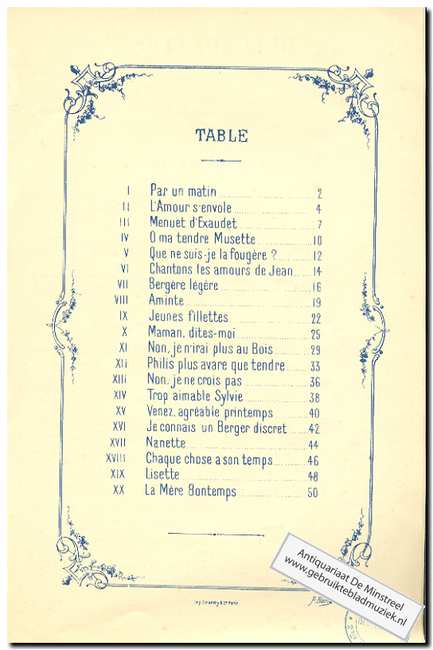 TABLE
I Par un matin 2
II L'Amour s'envole 4
III Menuet d'Exaudet 7
IV O ma tendre Musette 10
V Que ne suis-je la fougère ? 12
VI Chantons les amours de Jean 14
VII Bergère légère 16
VIII Aminte 19
IX Jeunes fillettes 22
X Maman, dites-moi 25
XI Non, je n'irai plus au Bois 29
XII Philis plus avare que tendre 33
XIII Non, je ne crois pas 36
XIV Trop aimable Sylvie 38
XV Venez, agréable printemps 40
XVI Je connais un Berger discret 42
XVII Nanette 44
XVIII Chaque chose a son temps 46
XIX Lisette 48
XX La Mère Bontemps 50
Antiquariaat De Minstreel
www.gebruiktebladmuziek.nl